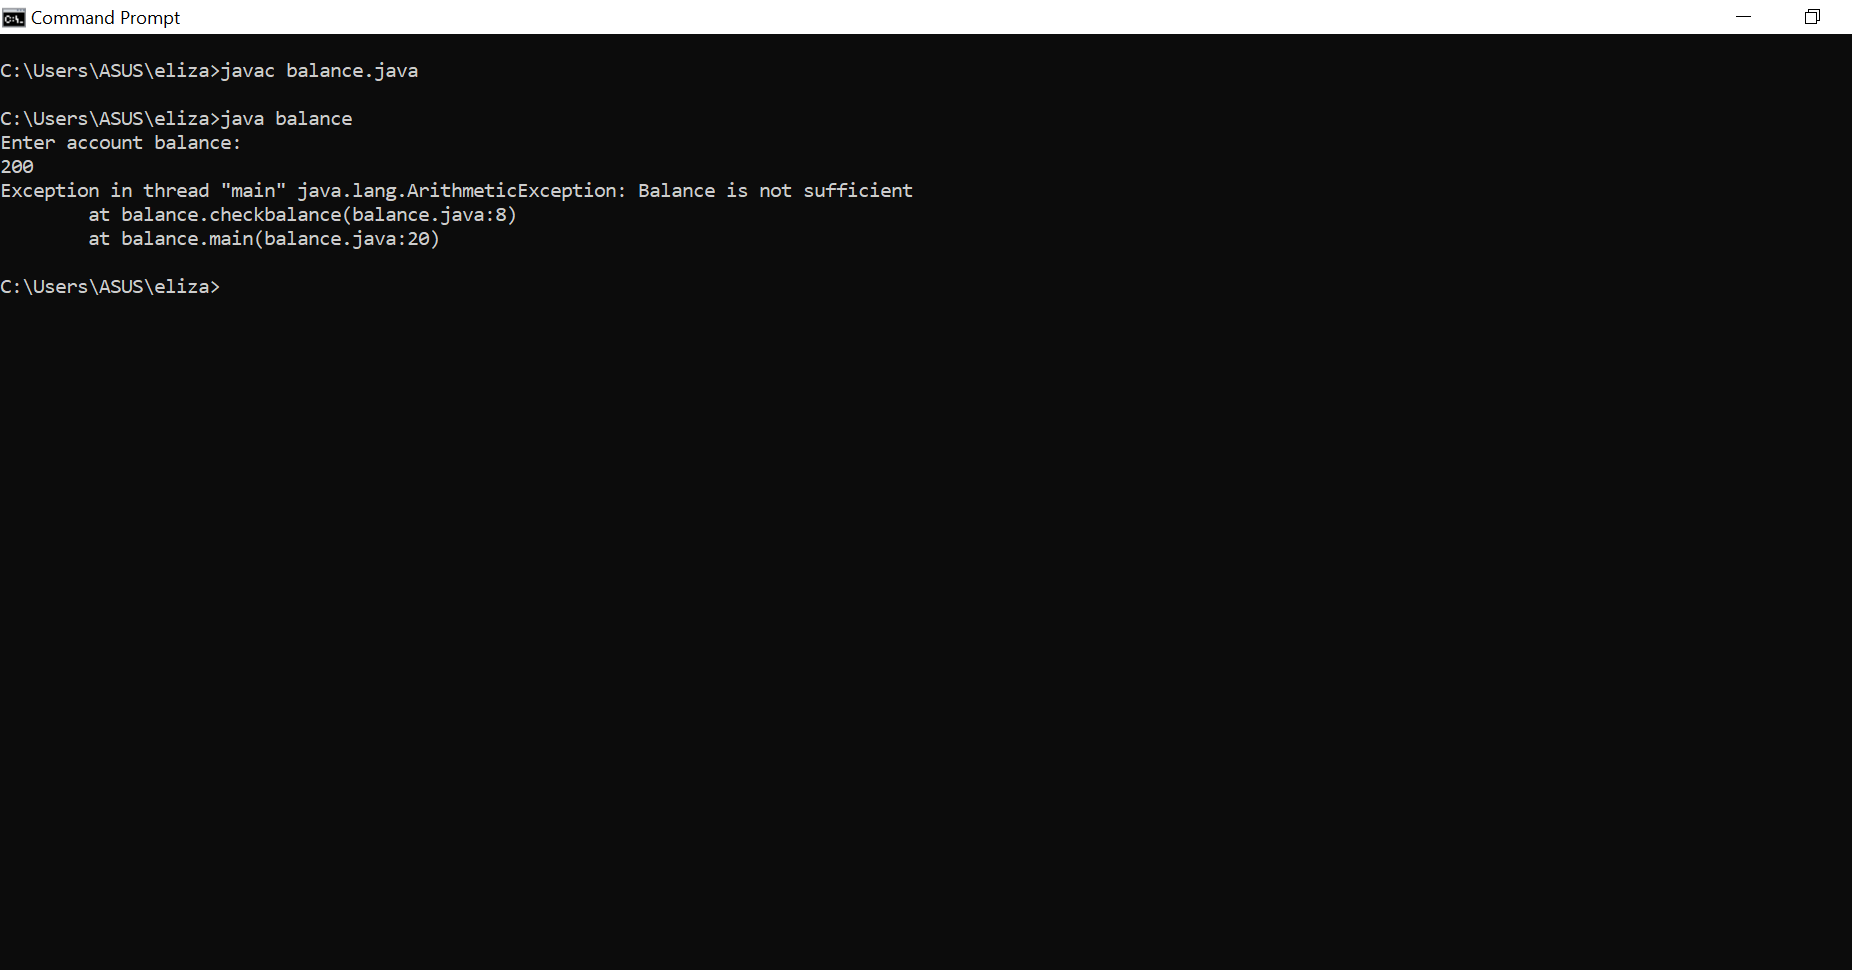 Command Prompt
C:\Users\ASUS\eliza>javac balance.java
C:\Users\ASUS\eliza>java balance
Enter account balance:
200
Exception in thread "main" java.lang.ArithmeticException: Balance is not sufficient
        at balance.checkbalance(balance.java:8)
        at balance.main(balance.java:20)
C:\Users\ASUS\eliza>